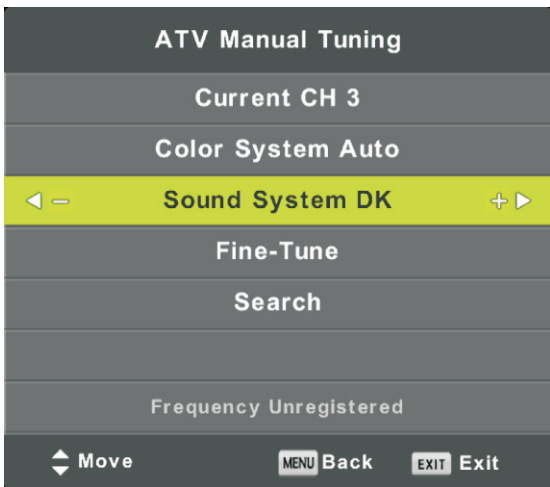 ATV Manual Tuning
Current CH 3
Color System Auto
− Sound System DK +
Fine-Tune
Search
Frequency Unregistered
Move MENU Back EXIT Exit